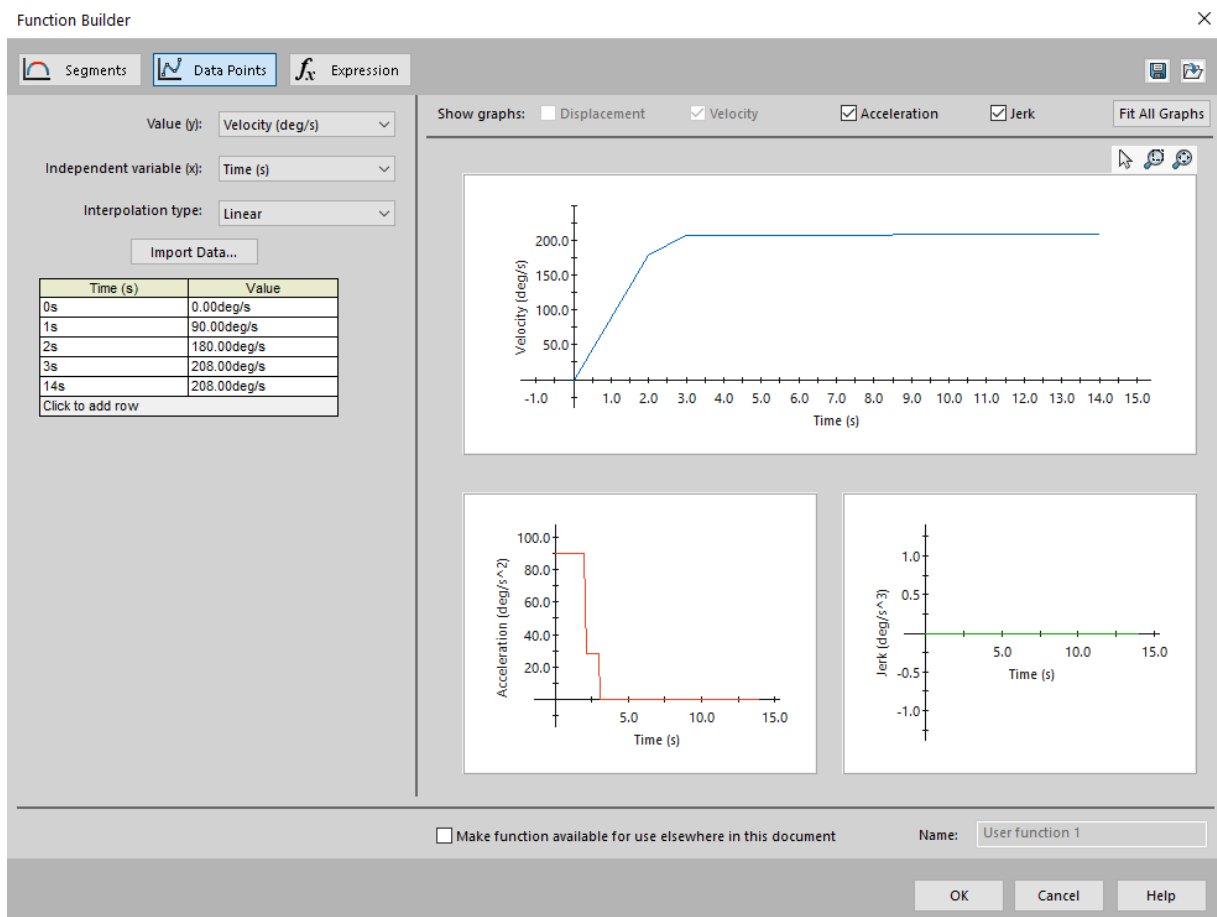 Function Builder
Segments Data Points fx Expression
Value (y): Velocity (deg/s)
Independent variable (x): Time (s)
Interpolation type: Linear
Import Data...
Time (s) Value
0s 0.00deg/s
1s 90.00deg/s
2s 180.00deg/s
3s 208.00deg/s
14s 208.00deg/s
Click to add row
Show graphs: Displacement Velocity Acceleration Jerk Fit All Graphs
Velocity (deg/s)
200.0
150.0
100.0
50.0
-1.0 1.0 2.0 3.0 4.0 5.0 6.0 7.0 8.0 9.0 10.0 11.0 12.0 13.0 14.0 15.0
Time (s)
Acceleration (deg/s^2)
100.0
80.0
60.0
40.0
20.0
5.0 10.0 15.0
Time (s)
Jerk (deg/s^3)
1.0
0.5
-0.5
-1.0
5.0 10.0 15.0
Time (s)
Make function available for use elsewhere in this document Name: User function 1
OK Cancel Help